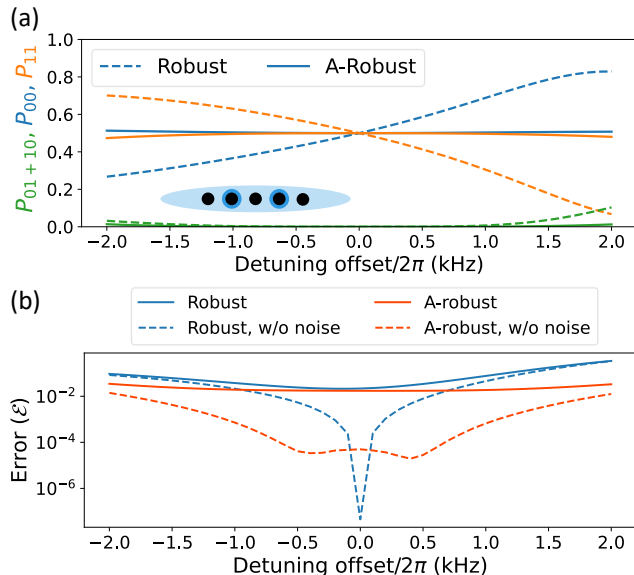 (a)
P₀₁₊₁₀, P₀₀, P₁₁
1.0
0.8
0.6
0.4
0.2
0.0
Robust
A-Robust
−2.0 −1.5 −1.0 −0.5 0.0 0.5 1.0 1.5 2.0
Detuning offset/2π (kHz)
(b)
Robust
A-robust
Robust, w/o noise
A-robust, w/o noise
Error (ℰ)
10⁻²
10⁻⁴
10⁻⁶
−2.0 −1.5 −1.0 −0.5 0.0 0.5 1.0 1.5 2.0
Detuning offset/2π (kHz)